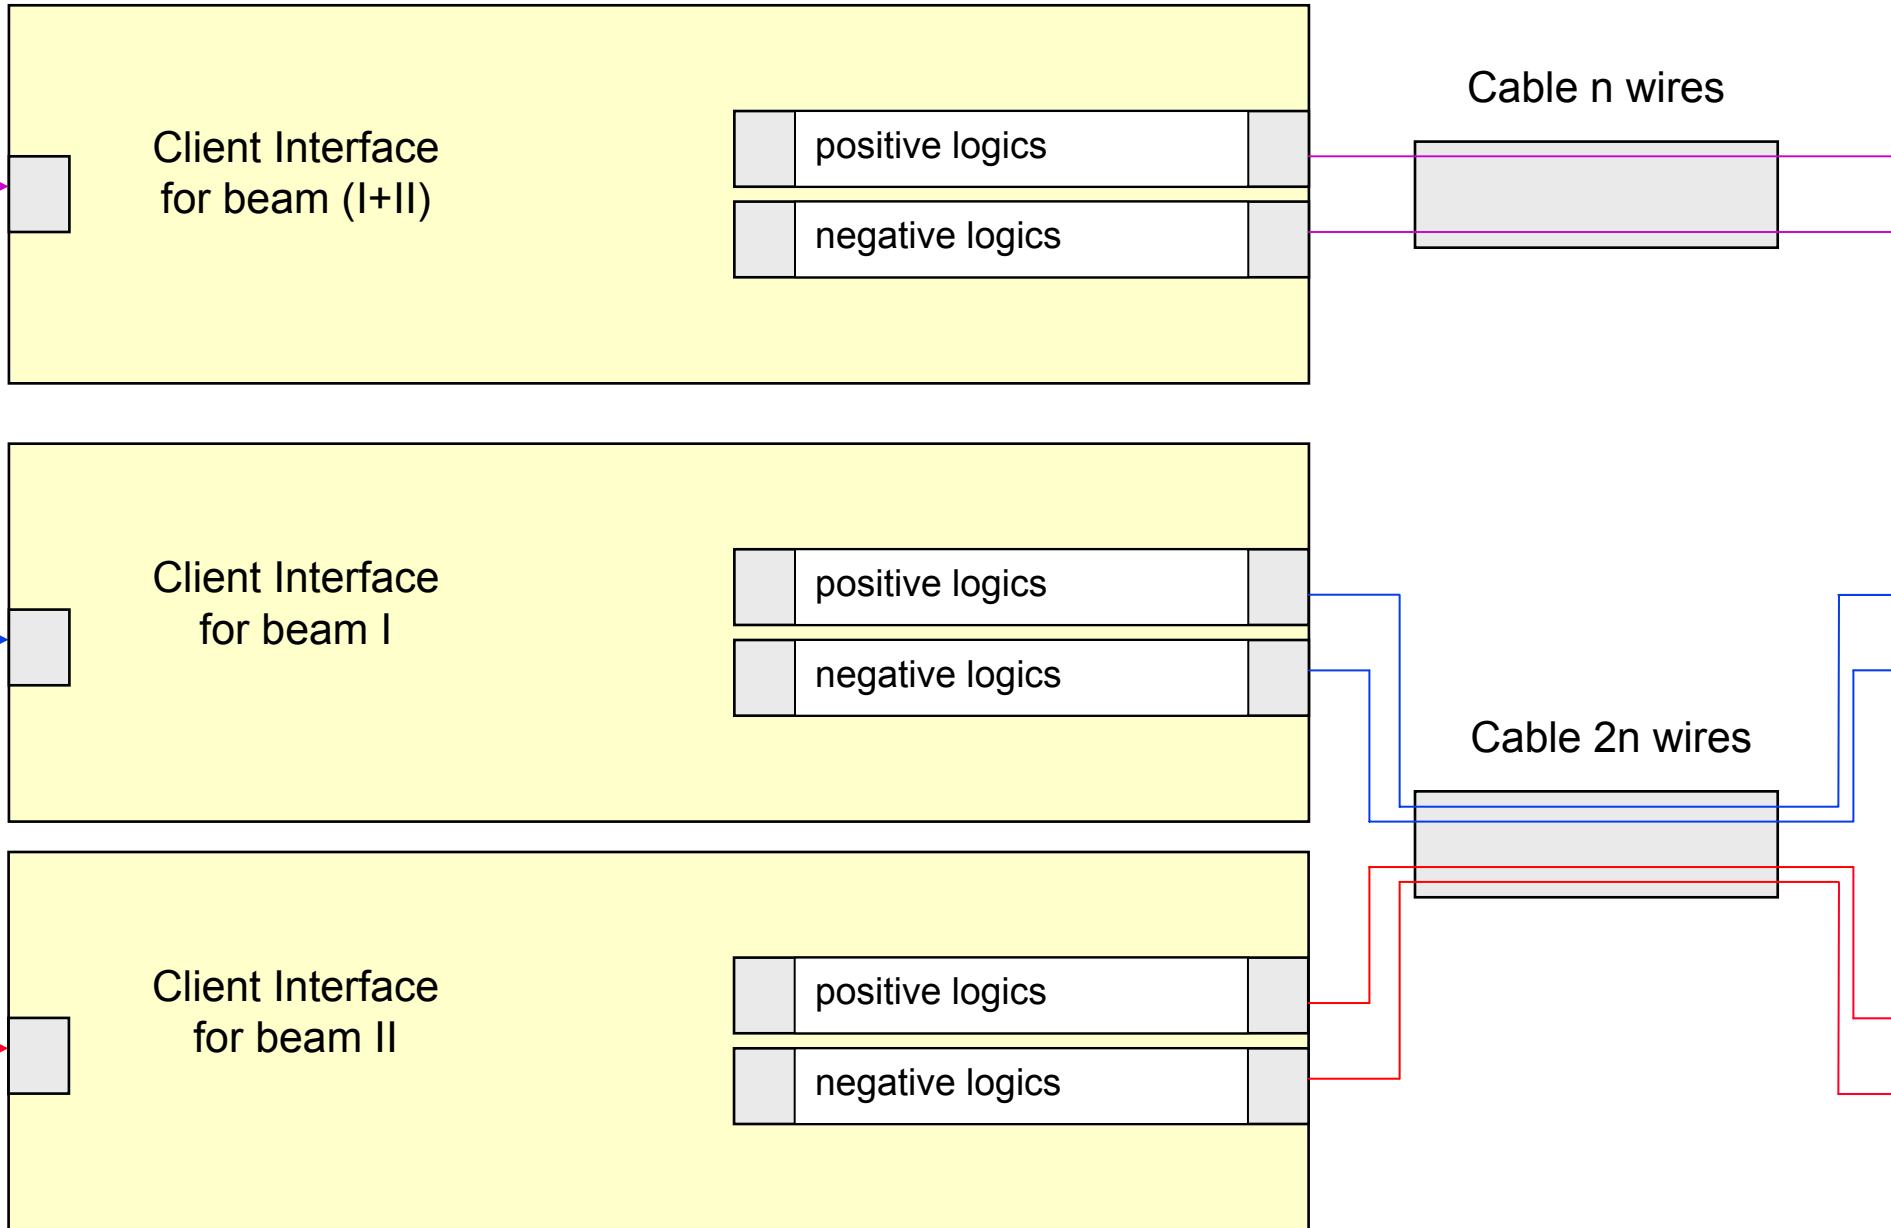 Client Interface
for beam (I+II)
positive logics
negative logics
Cable n wires
Client Interface
for beam I
positive logics
negative logics
Cable 2n wires
Client Interface
for beam II
positive logics
negative logics